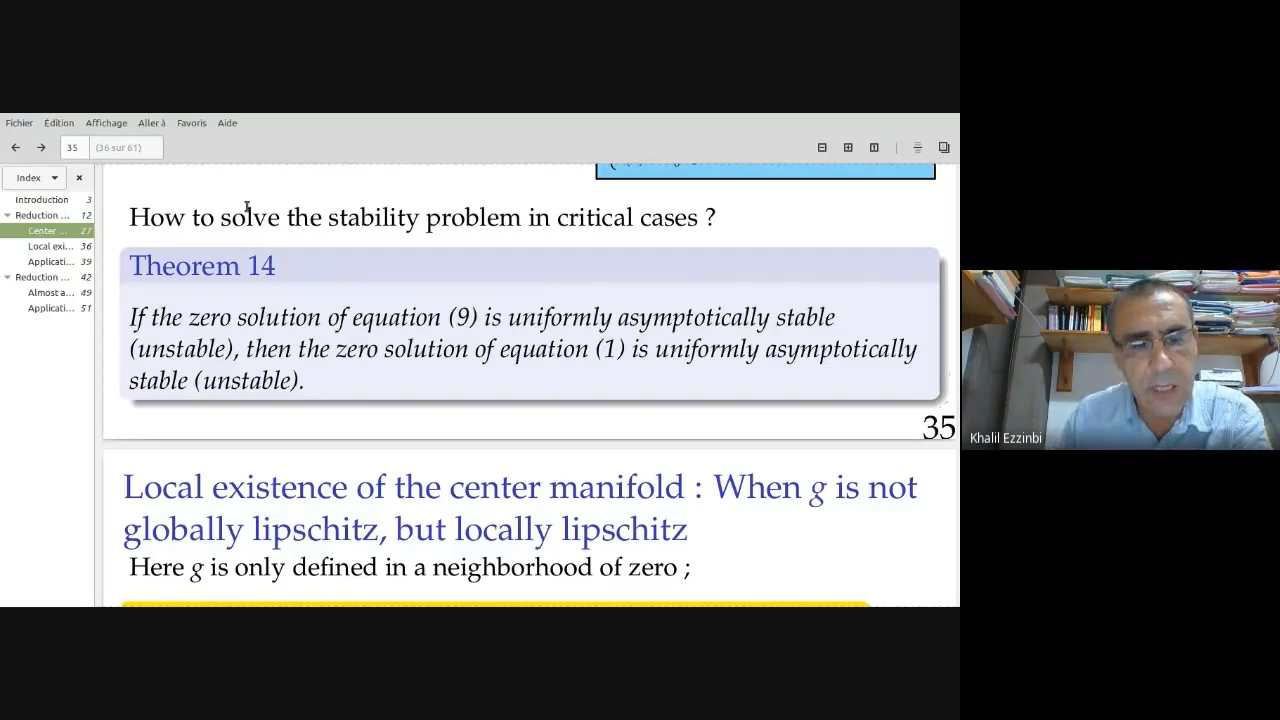 Fichier Édition Affichage Aller à Favoris Aide
35 (36 sur 61)
Index
Introduction 3
Reduction ... 12
Center ... 27
Local exi... 36
Applicati... 39
Reduction ... 42
Almost a... 49
Applicati... 51
How to solve the stability problem in critical cases ?
Theorem 14
If the zero solution of equation (9) is uniformly asymptotically stable
(unstable), then the zero solution of equation (1) is uniformly asymptotically
stable (unstable).
35
Local existence of the center manifold : When g is not
globally lipschitz, but locally lipschitz
Here g is only defined in a neighborhood of zero ;
Khalil Ezzinbi